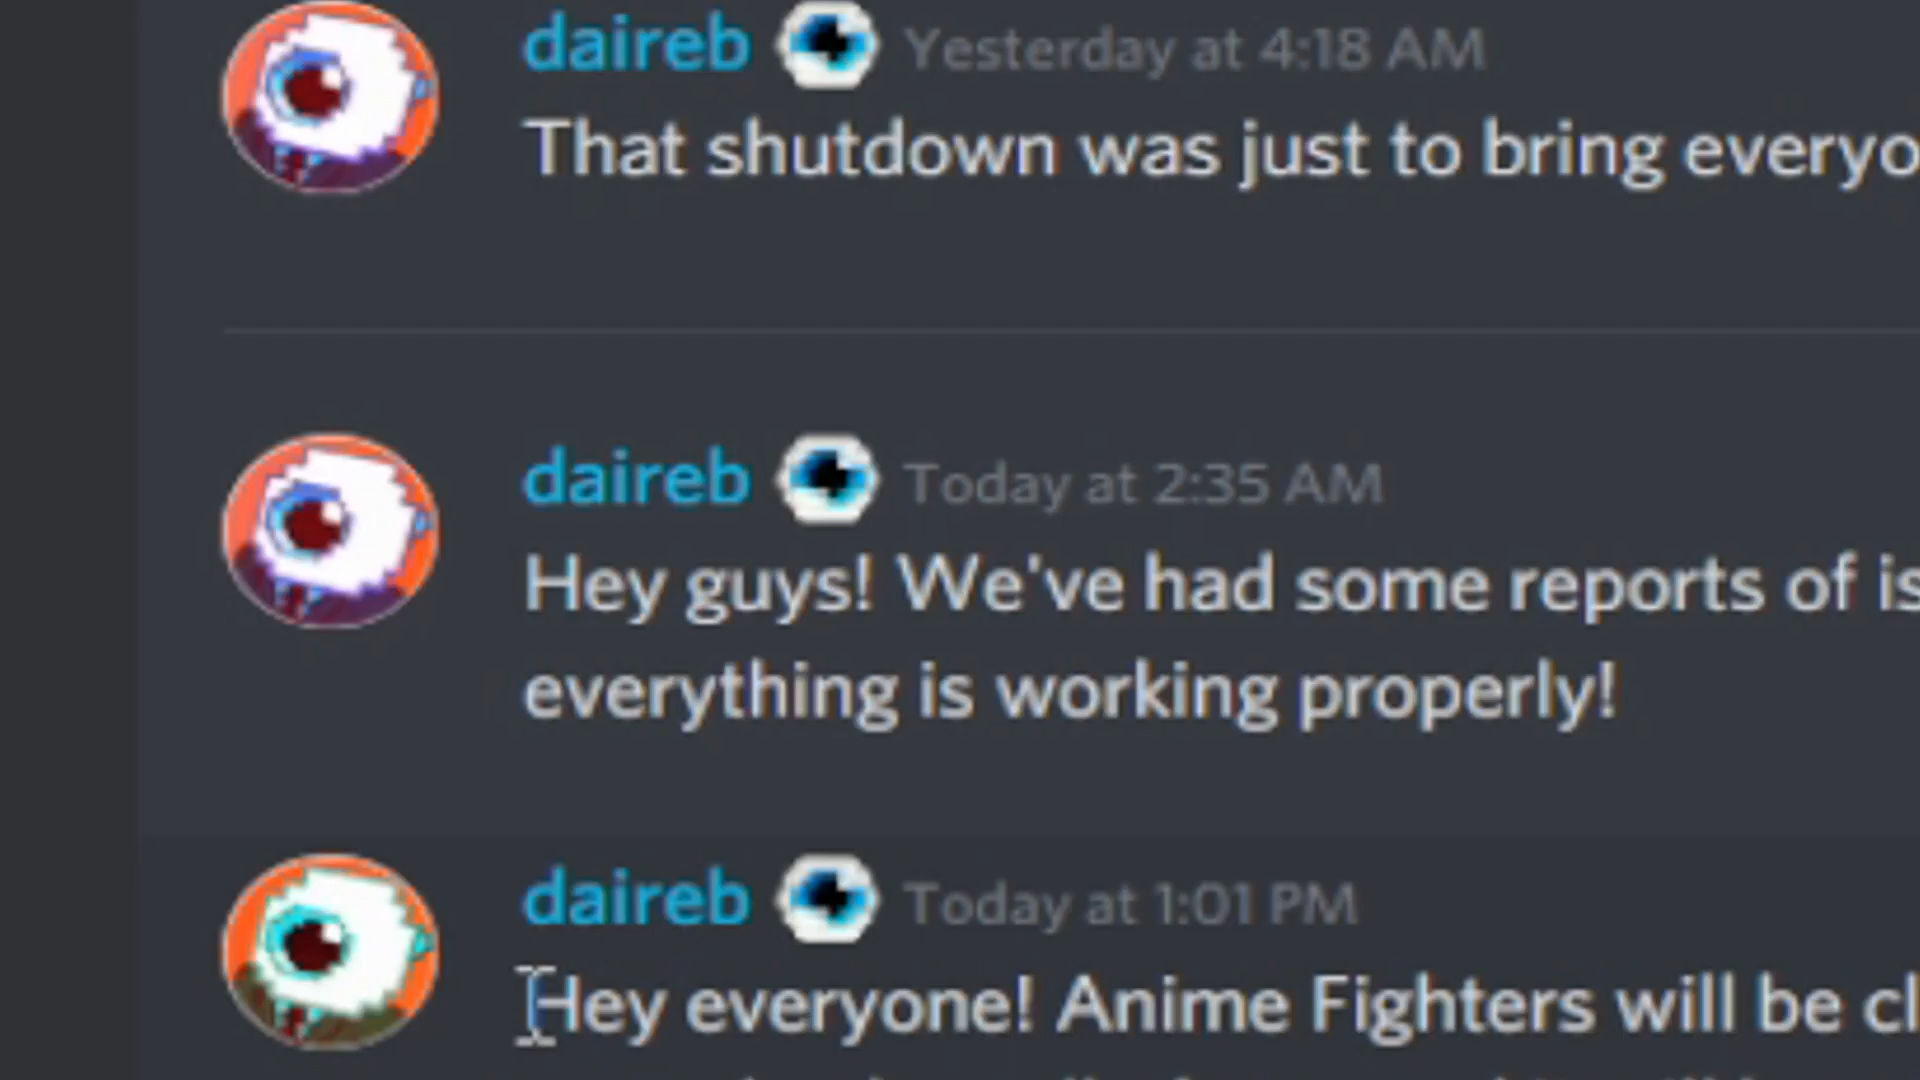 daireb Yesterday at 4:18 AM
That shutdown was just to bring everyo
daireb Today at 2:35 AM
Hey guys! We've had some reports of is
everything is working properly!
daireb Today at 1:01 PM
Hey everyone! Anime Fighters will be cl